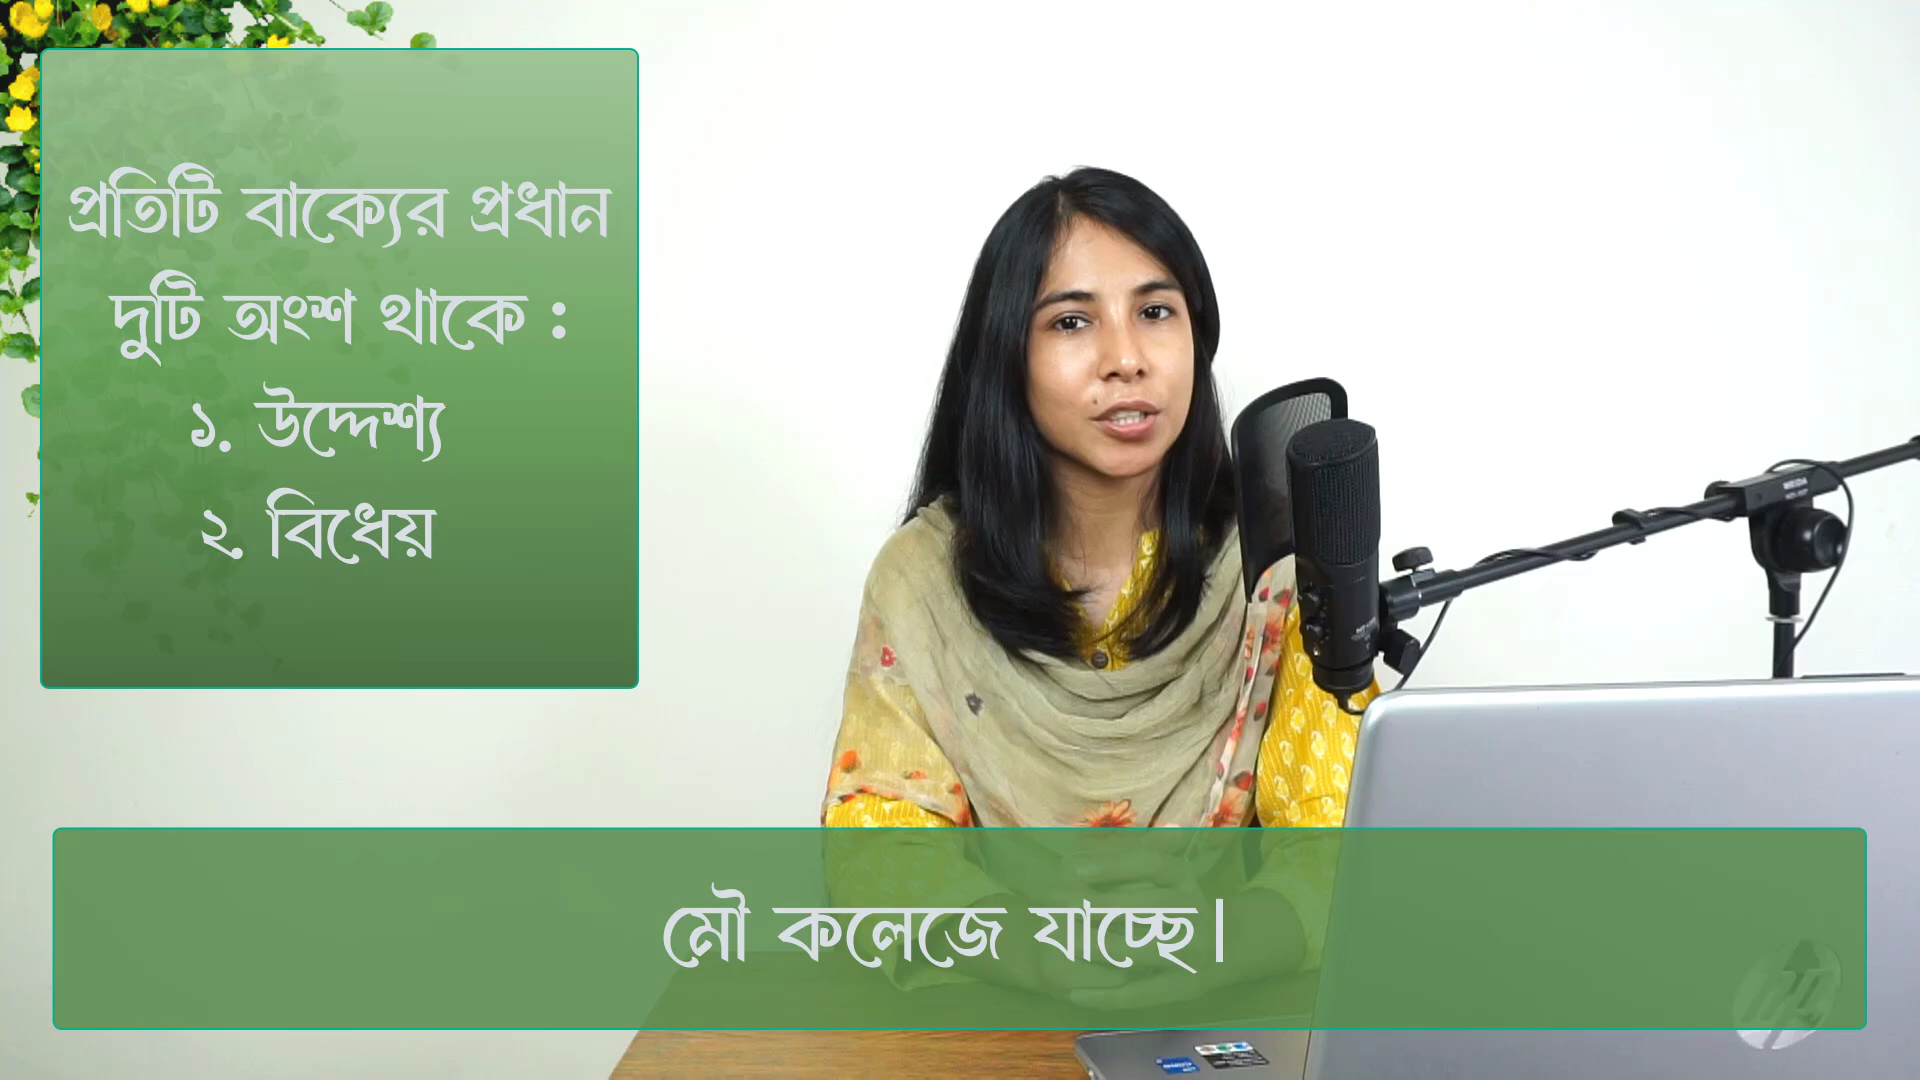 প্রতিটি বাক্যের প্রধান
দুটি অংশ থাকে :
১. উদ্দেশ্য
২. বিধেয়
মৌ কলেজে যাচ্ছে।